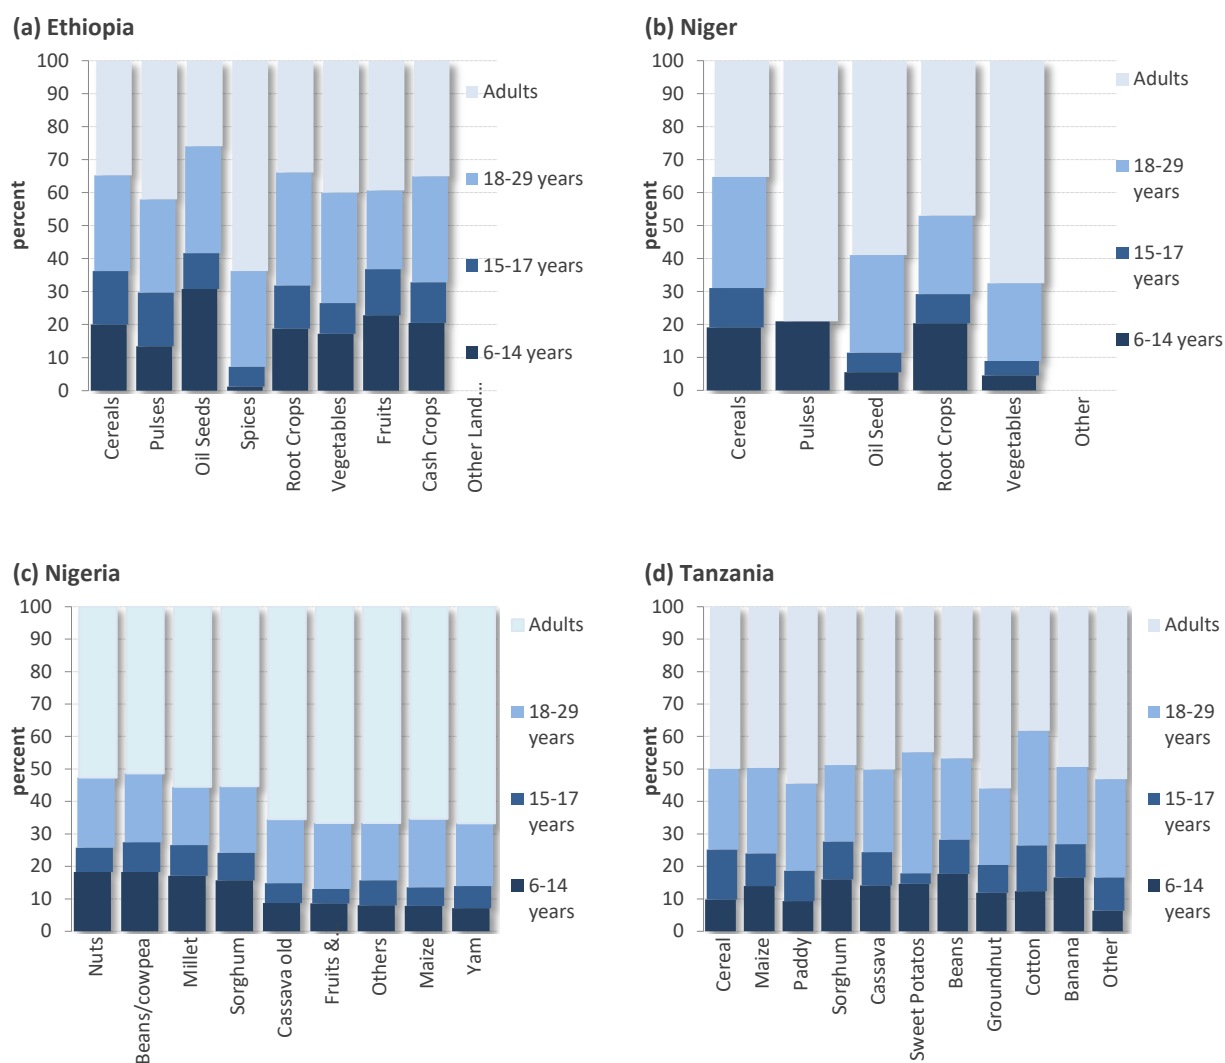 (a) Ethiopia
100
90
80
70
60
50
40
30
20
10
0
percent
Cereals
Pulses
Oil Seeds
Spices
Root Crops
Vegetables
Fruits
Cash Crops
Other Land...
Adults
18-29 years
15-17 years
6-14 years
(b) Niger
100
90
80
70
60
50
40
30
20
10
0
percent
Cereals
Pulses
Oil Seed
Root Crops
Vegetables
Other
Adults
18-29
years
15-17
years
6-14 years
(c) Nigeria
100
90
80
70
60
50
40
30
20
10
0
percent
Nuts
Beans/cowpea
Millet
Sorghum
Cassava old
Fruits &.
Others
Maize
Yam
Adults
18-29
years
15-17
years
6-14
years
(d) Tanzania
100
90
80
70
60
50
40
30
20
10
0
percent
Cereal
Maize
Paddy
Sorghum
Cassava
Sweet Potatos
Beans
Groundnut
Cotton
Banana
Other
Adults
18-29
years
15-17
years
6-14
years